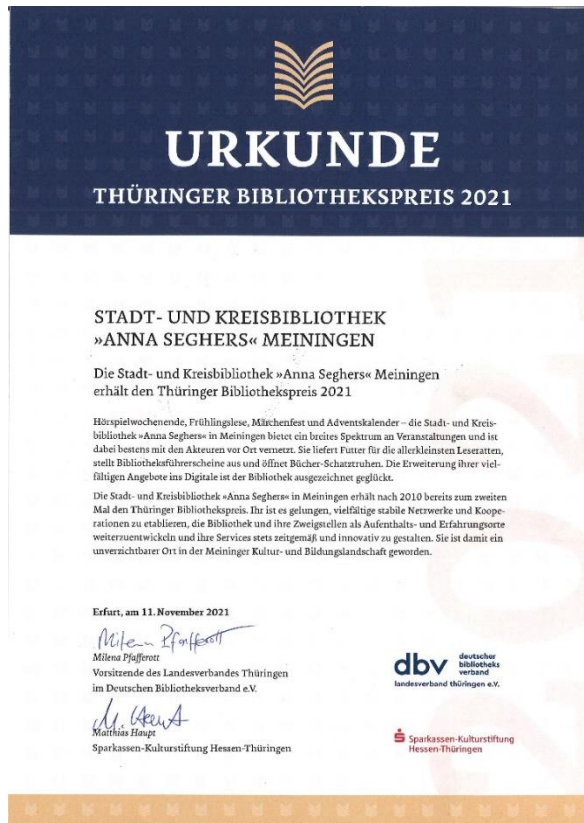 URKUNDE
THÜRINGER BIBLIOTHEKSPREIS 2021
STADT- UND KREISBIBLIOTHEK
»ANNA SEGHERS« MEININGEN
Die Stadt- und Kreisbibliothek »Anna Seghers« Meiningen
erhält den Thüringer Bibliothekspreis 2021
Hörspielwochenende, Frühlingslese, Märchenfest und Adventskalender – die Stadt- und Kreis-
bibliothek »Anna Seghers« in Meiningen bietet ein breites Spektrum an Veranstaltungen und ist
dabei bestens mit den Akteuren vor Ort vernetzt. Sie liefert Futter für die allerkleinsten Leseratten,
stellt Bibliotheksführerscheine aus und öffnet Bücher-Schatztruhen. Die Erweiterung ihrer viel-
fältigen Angebote ins Digitale ist der Bibliothek ausgezeichnet geglückt.
Die Stadt- und Kreisbibliothek »Anna Seghers« in Meiningen erhält nach 2010 bereits zum zweiten
Mal den Thüringer Bibliothekspreis. Ihr ist es gelungen, vielfältige stabile Netzwerke und Koope-
rationen zu etablieren, die Bibliothek und ihre Zweigstellen als Aufenthalts- und Erfahrungsorte
weiterzuentwickeln und ihre Services stets zeitgemäß und innovativ zu gestalten. Sie ist damit ein
unverzichtbarer Ort in der Meininger Kultur- und Bildungslandschaft geworden.
Erfurt, am 11. November 2021
Milena Pfafferott
Milena Pfafferott
Vorsitzende des Landesverbandes Thüringen
im Deutschen Bibliotheksverband e.V.
M. Haupt
Matthias Haupt
Sparkassen-Kulturstiftung Hessen-Thüringen
dbv deutscher
bibliotheks
verband
landesverband thüringen e.V.
Sparkassen-Kulturstiftung
Hessen-Thüringen
2021